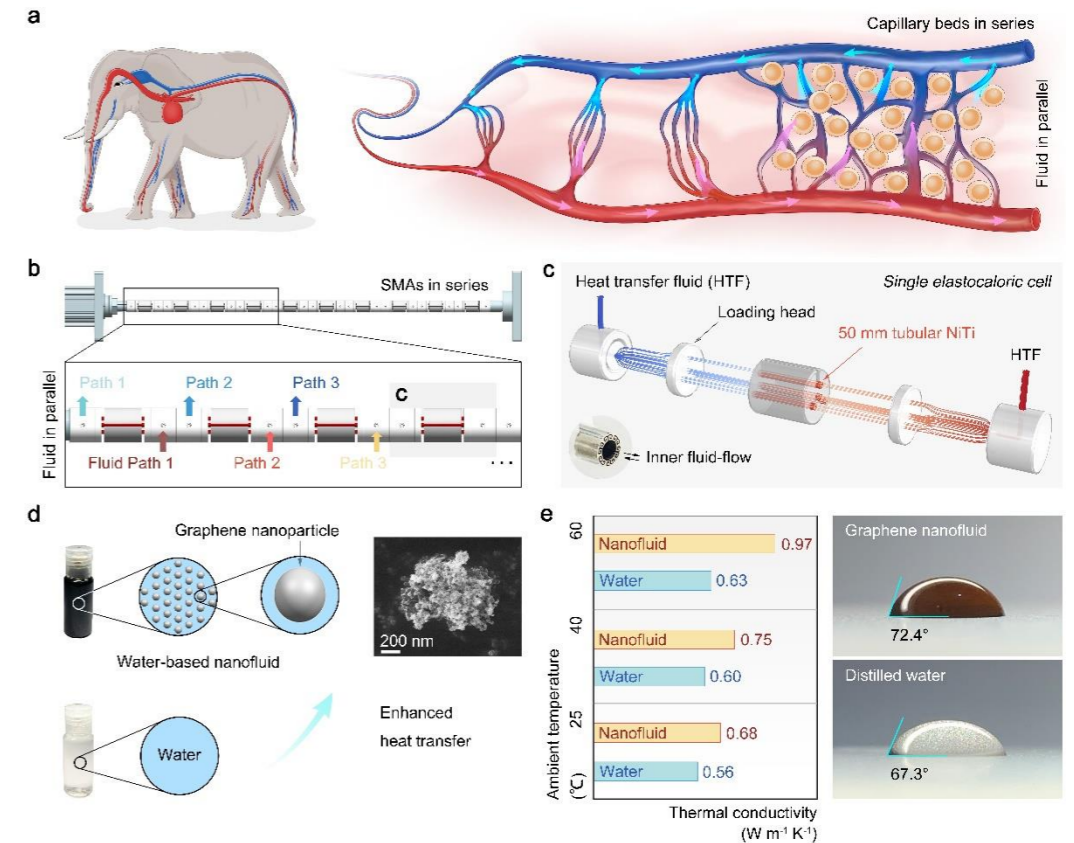 a
Capillary beds in series
Fluid in parallel
b
SMAs in series
Fluid in parallel
Path 1
Path 2
Path 3
C
Fluid Path 1
Path 2
Path 3
...
c
Heat transfer fluid (HTF)
Single elastocaloric cell
Loading head
50 mm tubular NiTi
HTF
Inner fluid-flow
d
Graphene nanoparticle
200 nm
Water-based nanofluid
Water
Enhanced
heat transfer
e
Ambient temperature
(℃)
60
Nanofluid 0.97
Water 0.63
40
Nanofluid 0.75
Water 0.60
25
Nanofluid 0.68
Water 0.56
Thermal conductivity
(W m⁻¹ K⁻¹)
Graphene nanofluid
72.4°
Distilled water
67.3°